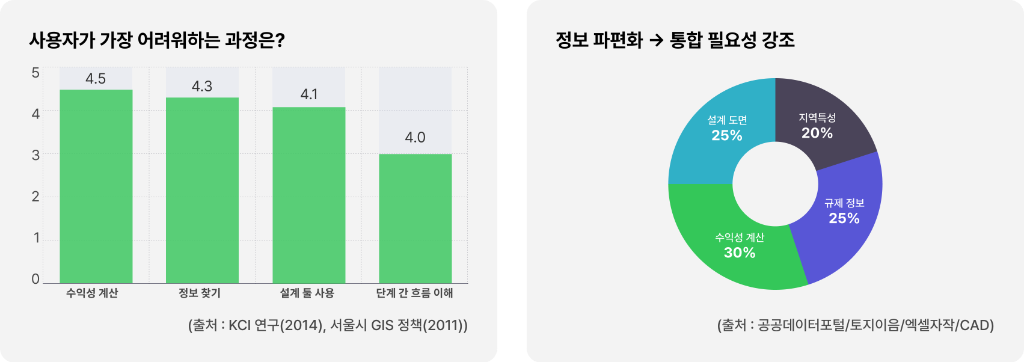 사용자가 가장 어려워하는 과정은?
5
4
3
2
1
0
4.5
4.3
4.1
4.0
수익성 계산
정보 찾기
설계 툴 사용
단계 간 흐름 이해
(출처 : KCI 연구(2014), 서울시 GIS 정책(2011))
정보 파편화 → 통합 필요성 강조
설계 도면
25%
지역특성
20%
규제 정보
25%
수익성 계산
30%
(출처 : 공공데이터포털/토지이음/엑셀자작/CAD)